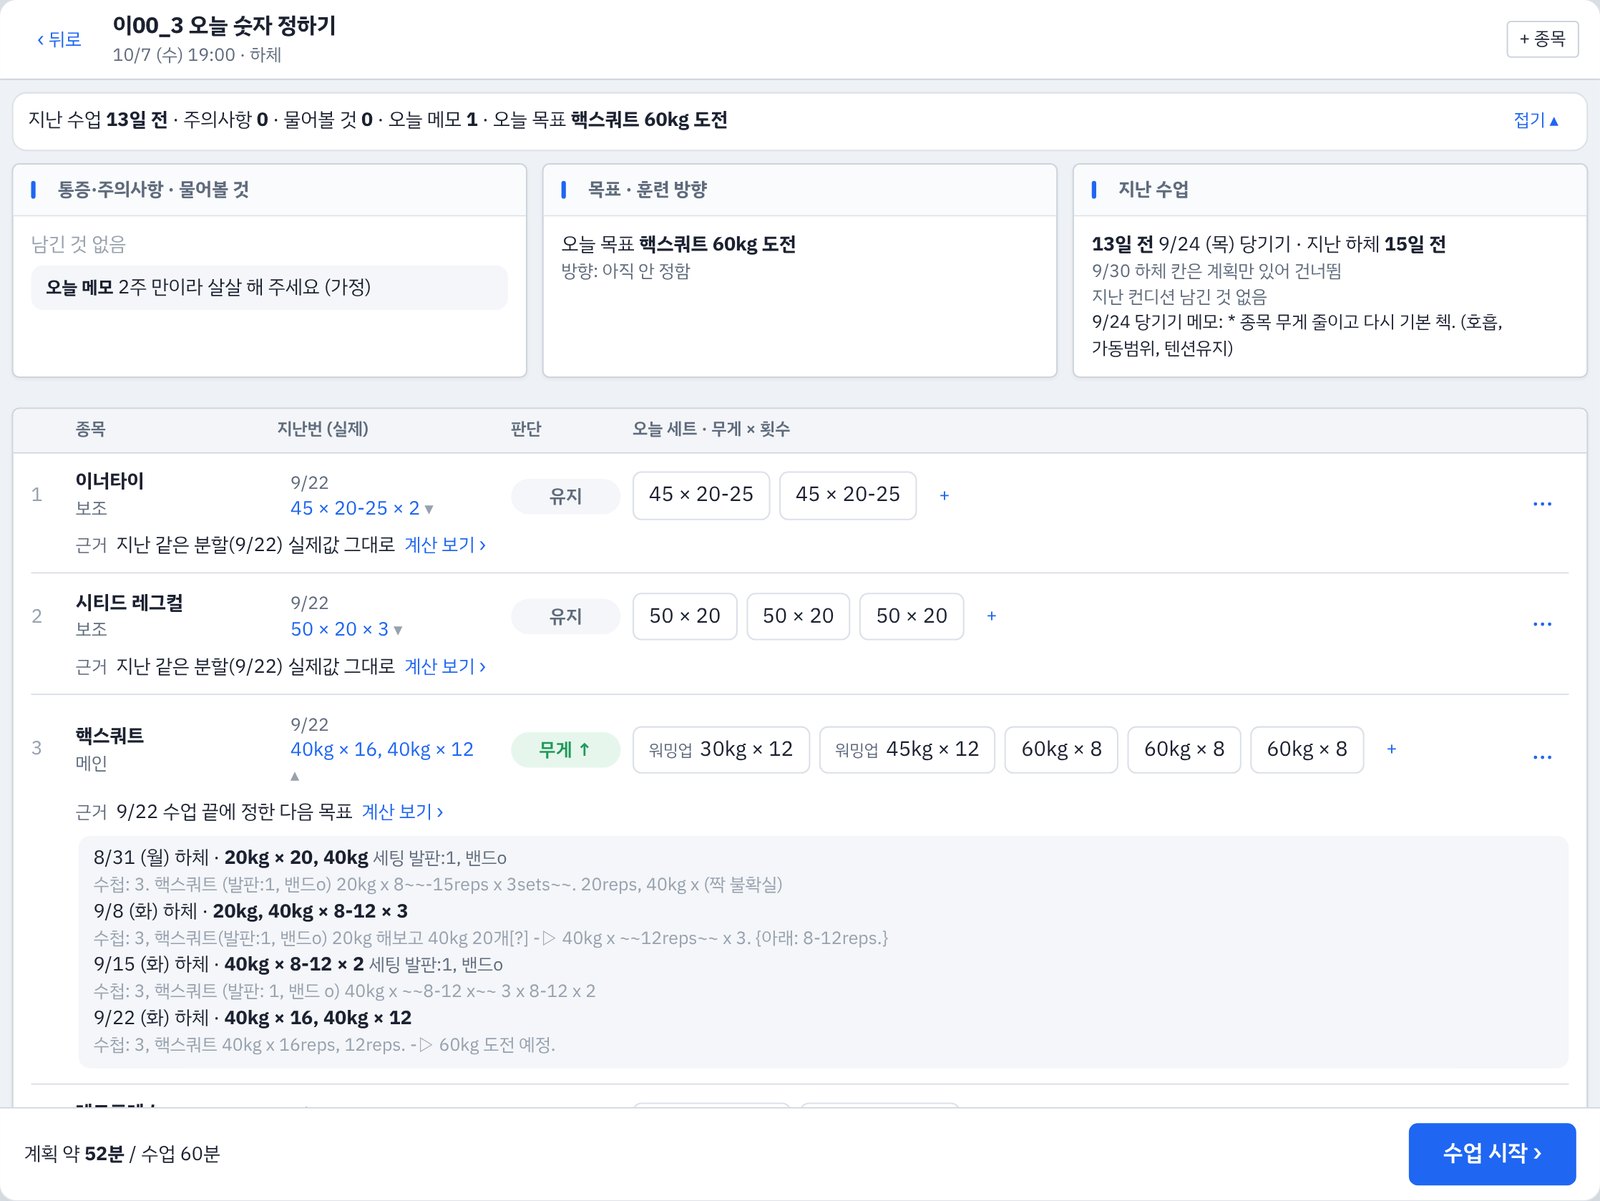 ‹ 뒤로
이00_3 오늘 숫자 정하기
10/7 (수) 19:00 · 하체
+ 종목
지난 수업 13일 전 · 주의사항 0 · 물어볼 것 0 · 오늘 메모 1 · 오늘 목표 핵스쿼트 60kg 도전
접기 ▴
통증·주의사항 · 물어볼 것
남긴 것 없음
오늘 메모 2주 만이라 살살 해 주세요 (가정)
목표 · 훈련 방향
오늘 목표 핵스쿼트 60kg 도전
방향: 아직 안 정함
지난 수업
13일 전 9/24 (목) 당기기 · 지난 하체 15일 전
9/30 하체 칸은 계획만 있어 건너뜀
지난 컨디션 남긴 것 없음
9/24 당기기 메모: * 종목 무게 줄이고 다시 기본 첵. (호흡,
가동범위, 텐션유지)
종목 지난번 (실제) 판단 오늘 세트 · 무게 × 횟수
1
이너타이
보조
9/22
45 × 20-25 × 2 ▾
유지
45 × 20-25 45 × 20-25 +
...
근거 지난 같은 분할(9/22) 실제값 그대로 계산 보기 ›
2
시티드 레그컬
보조
9/22
50 × 20 × 3 ▾
유지
50 × 20 50 × 20 50 × 20 +
...
근거 지난 같은 분할(9/22) 실제값 그대로 계산 보기 ›
3
핵스쿼트
메인
9/22
40kg × 16, 40kg × 12
▴
무게 ↑
워밍업 30kg × 12 워밍업 45kg × 12 60kg × 8 60kg × 8 60kg × 8 +
...
근거 9/22 수업 끝에 정한 다음 목표 계산 보기 ›
8/31 (월) 하체 · 20kg × 20, 40kg 세팅 발판:1, 밴드o
수첩: 3. 핵스쿼트 (발판:1, 밴드o) 20kg x 8~~-15reps x 3sets~~. 20reps, 40kg x (짝 불확실)
9/8 (화) 하체 · 20kg, 40kg × 8-12 × 3
수첩: 3, 핵스쿼트(발판:1, 밴드o) 20kg 해보고 40kg 20개[?] -▷ 40kg x ~~12reps~~ x 3. {아래: 8-12reps.}
9/15 (화) 하체 · 40kg × 8-12 × 2 세팅 발판:1, 밴드o
수첩: 3, 핵스쿼트 (발판: 1, 밴드 o) 40kg x ~~8-12 x~~ 3 x 8-12 x 2
9/22 (화) 하체 · 40kg × 16, 40kg × 12
수첩: 3, 핵스쿼트 40kg x 16reps, 12reps. -▷ 60kg 도전 예정.
계획 약 52분 / 수업 60분
수업 시작 ›